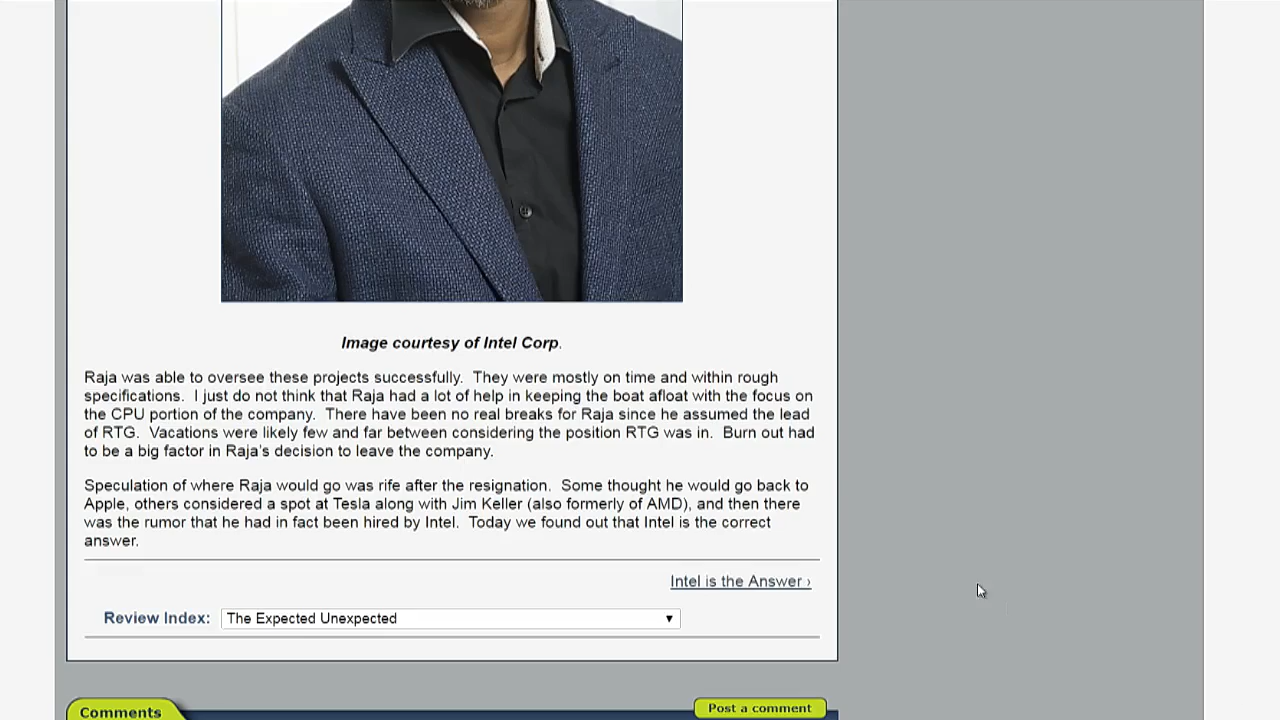 Image courtesy of Intel Corp.
Raja was able to oversee these projects successfully.  They were mostly on time and within rough
specifications.  I just do not think that Raja had a lot of help in keeping the boat afloat with the focus on
the CPU portion of the company.  There have been no real breaks for Raja since he assumed the lead
of RTG.  Vacations were likely few and far between considering the position RTG was in.  Burn out had
to be a big factor in Raja's decision to leave the company.
Speculation of where Raja would go was rife after the resignation.  Some thought he would go back to
Apple, others considered a spot at Tesla along with Jim Keller (also formerly of AMD), and then there
was the rumor that he had in fact been hired by Intel.  Today we found out that Intel is the correct
answer.
Intel is the Answer ›
Review Index: The Expected Unexpected ▼
Comments Post a comment